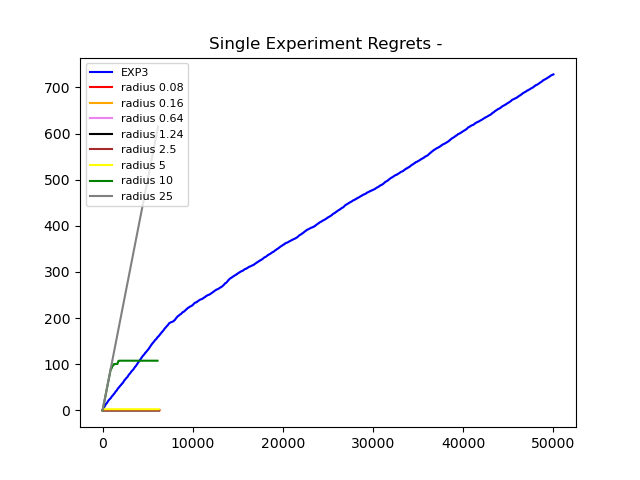 Single Experiment Regrets -
EXP3
radius 0.08
radius 0.16
radius 0.64
radius 1.24
radius 2.5
radius 5
radius 10
radius 25
700
600
500
400
300
200
100
0
0 10000 20000 30000 40000 50000